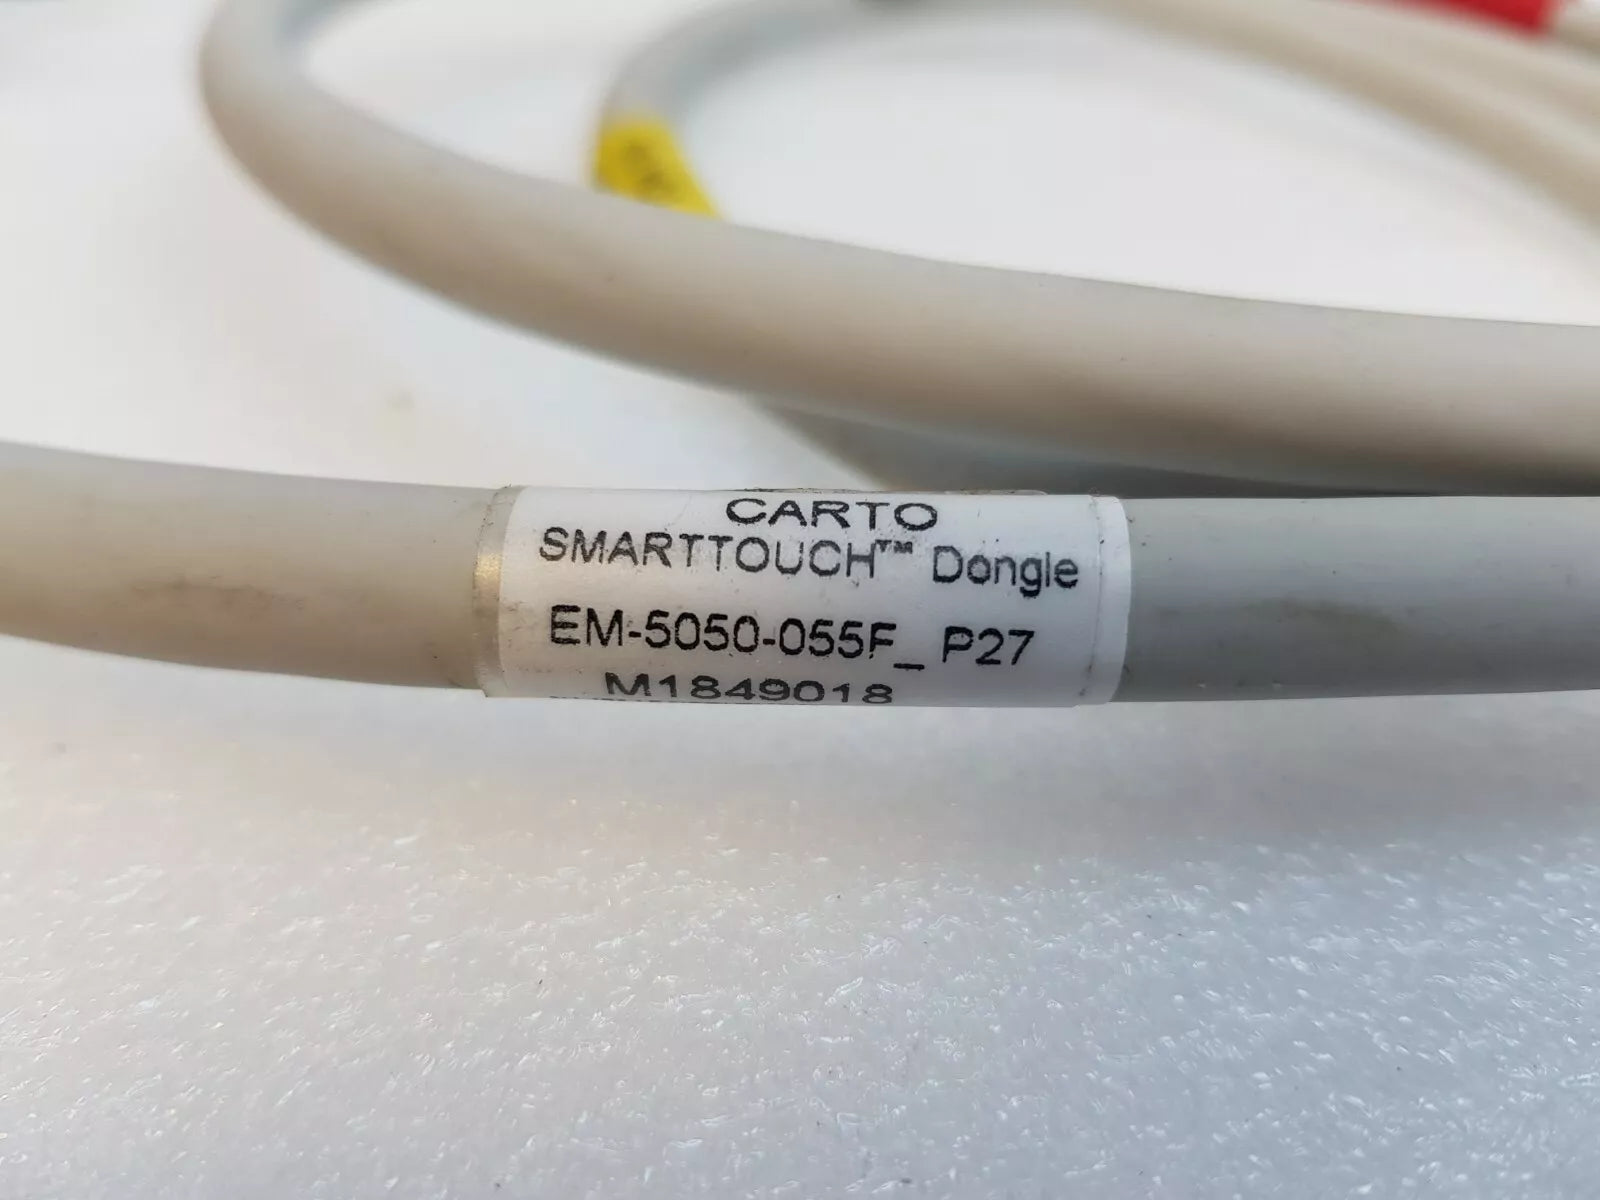 CARTO
SMARTTOUCH™ Dongle
EM-5050-055F_ P27
M1849018